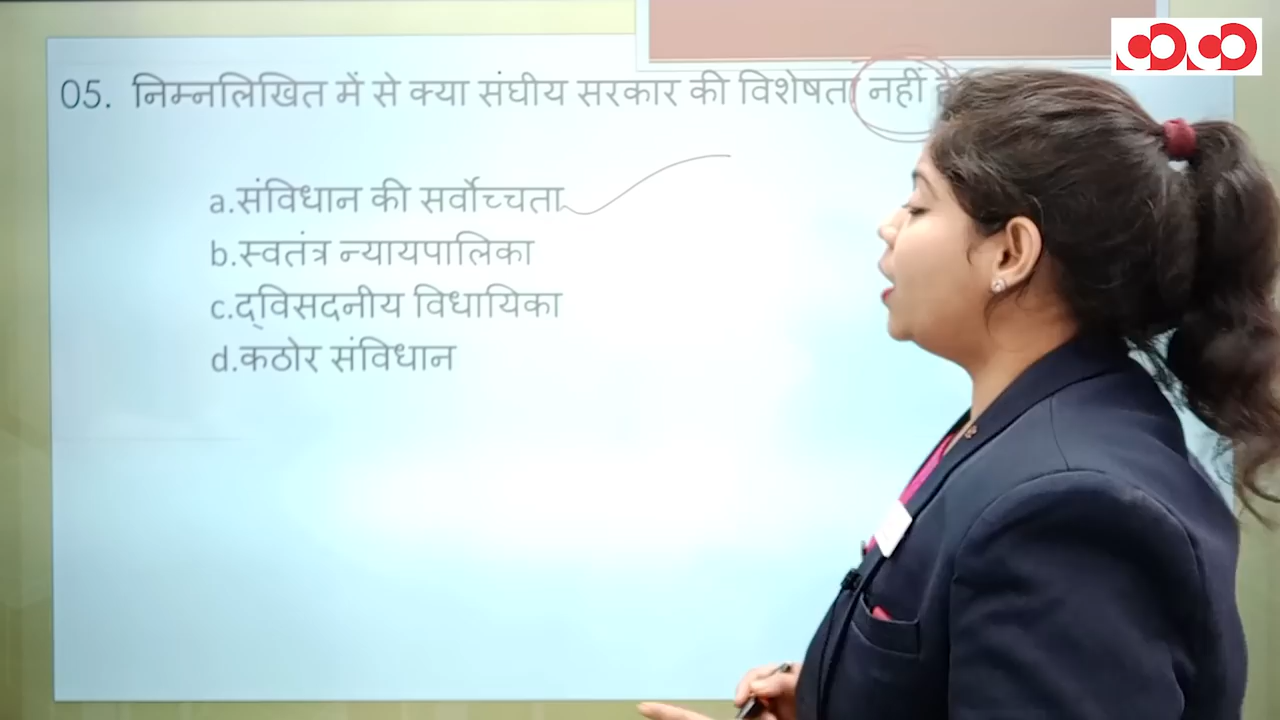 05. निम्नलिखित में से क्या संघीय सरकार की विशेषता नहीं
a.संविधान की सर्वोच्चता
b.स्वतंत्र न्यायपालिका
c.द्विसदनीय विधायिका
d.कठोर संविधान